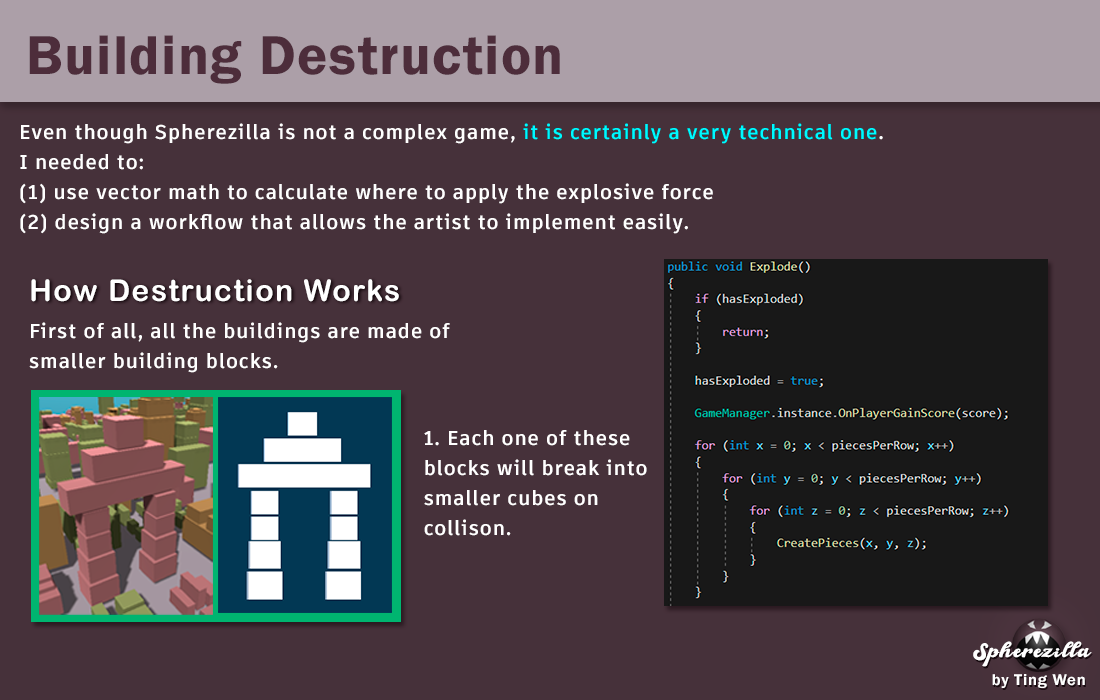 Building Destruction
Even though Spherezilla is not a complex game, it is certainly a very technical one.
I needed to:
(1) use vector math to calculate where to apply the explosive force
(2) design a workflow that allows the artist to implement easily.
How Destruction Works
First of all, all the buildings are made of
smaller building blocks.
1. Each one of these
blocks will break into
smaller cubes on
collison.
public void Explode()
{
if (hasExploded)
{
return;
}
hasExploded = true;
GameManager.instance.OnPlayerGainScore(score);
for (int x = 0; x < piecesPerRow; x++)
{
for (int y = 0; y < piecesPerRow; y++)
{
for (int z = 0; z < piecesPerRow; z++)
{
CreatePieces(x, y, z);
}
}
}
Spherezilla
by Ting Wen